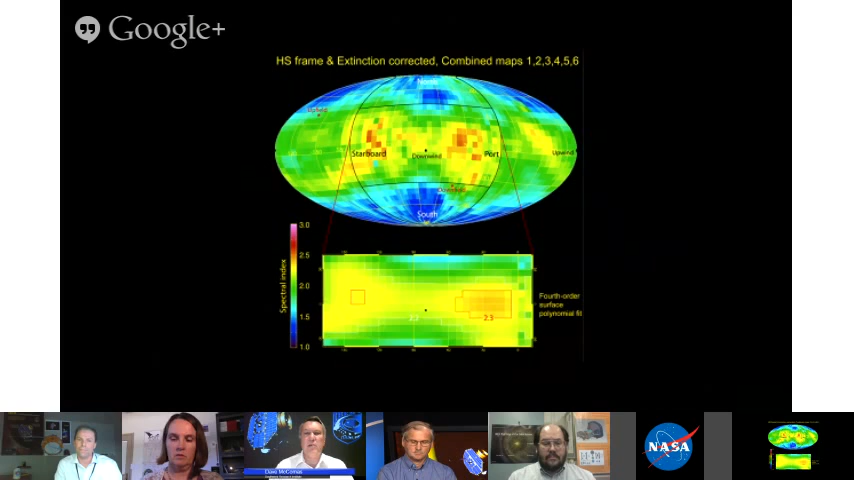 Google+
HS frame & Extinction corrected, Combined maps 1,2,3,4,5,6
North
Starboard
Downwind
Port
Upwind
South
3.0
2.5
2.0
1.5
1.0
Spectral index
2.3
Fourth-order
surface
polynomial fit
Dave McComas
NASA